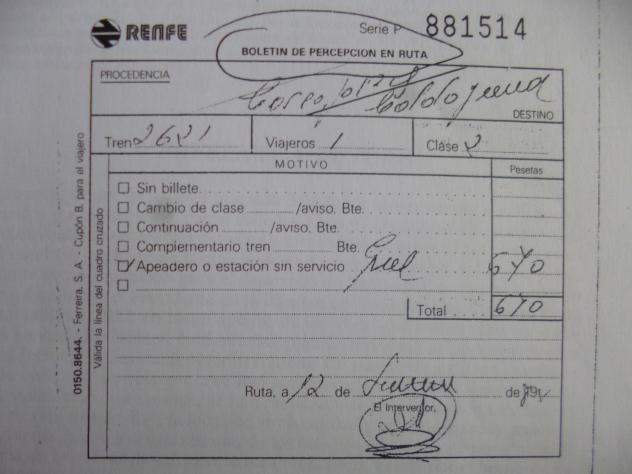 RENFE
Serie P 881514
BOLETIN DE PERCEPCION EN RUTA
PROCEDENCIA
DESTINO
Tren 2621 Viajeros 1 Clase 2
MOTIVO
Pesetas
Sin billete
Cambio de clase /aviso. Bte.
Continuación /aviso. Bte.
Complementario tren Bte.
Apeadero o estación sin servicio 670
Total 670
Ruta, a 12 de de
El interventor,
Válida la línea del cuadro cruzado
0150.8644. - Ferreira, S. A. - Cupón B, para el viajero